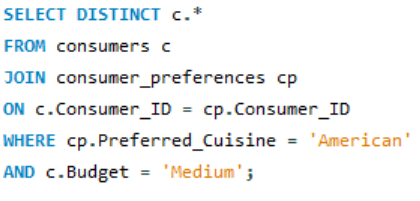 SELECT DISTINCT c.*
FROM consumers c
JOIN consumer_preferences cp
ON c.Consumer_ID = cp.Consumer_ID
WHERE cp.Preferred_Cuisine = 'American'
AND c.Budget = 'Medium';